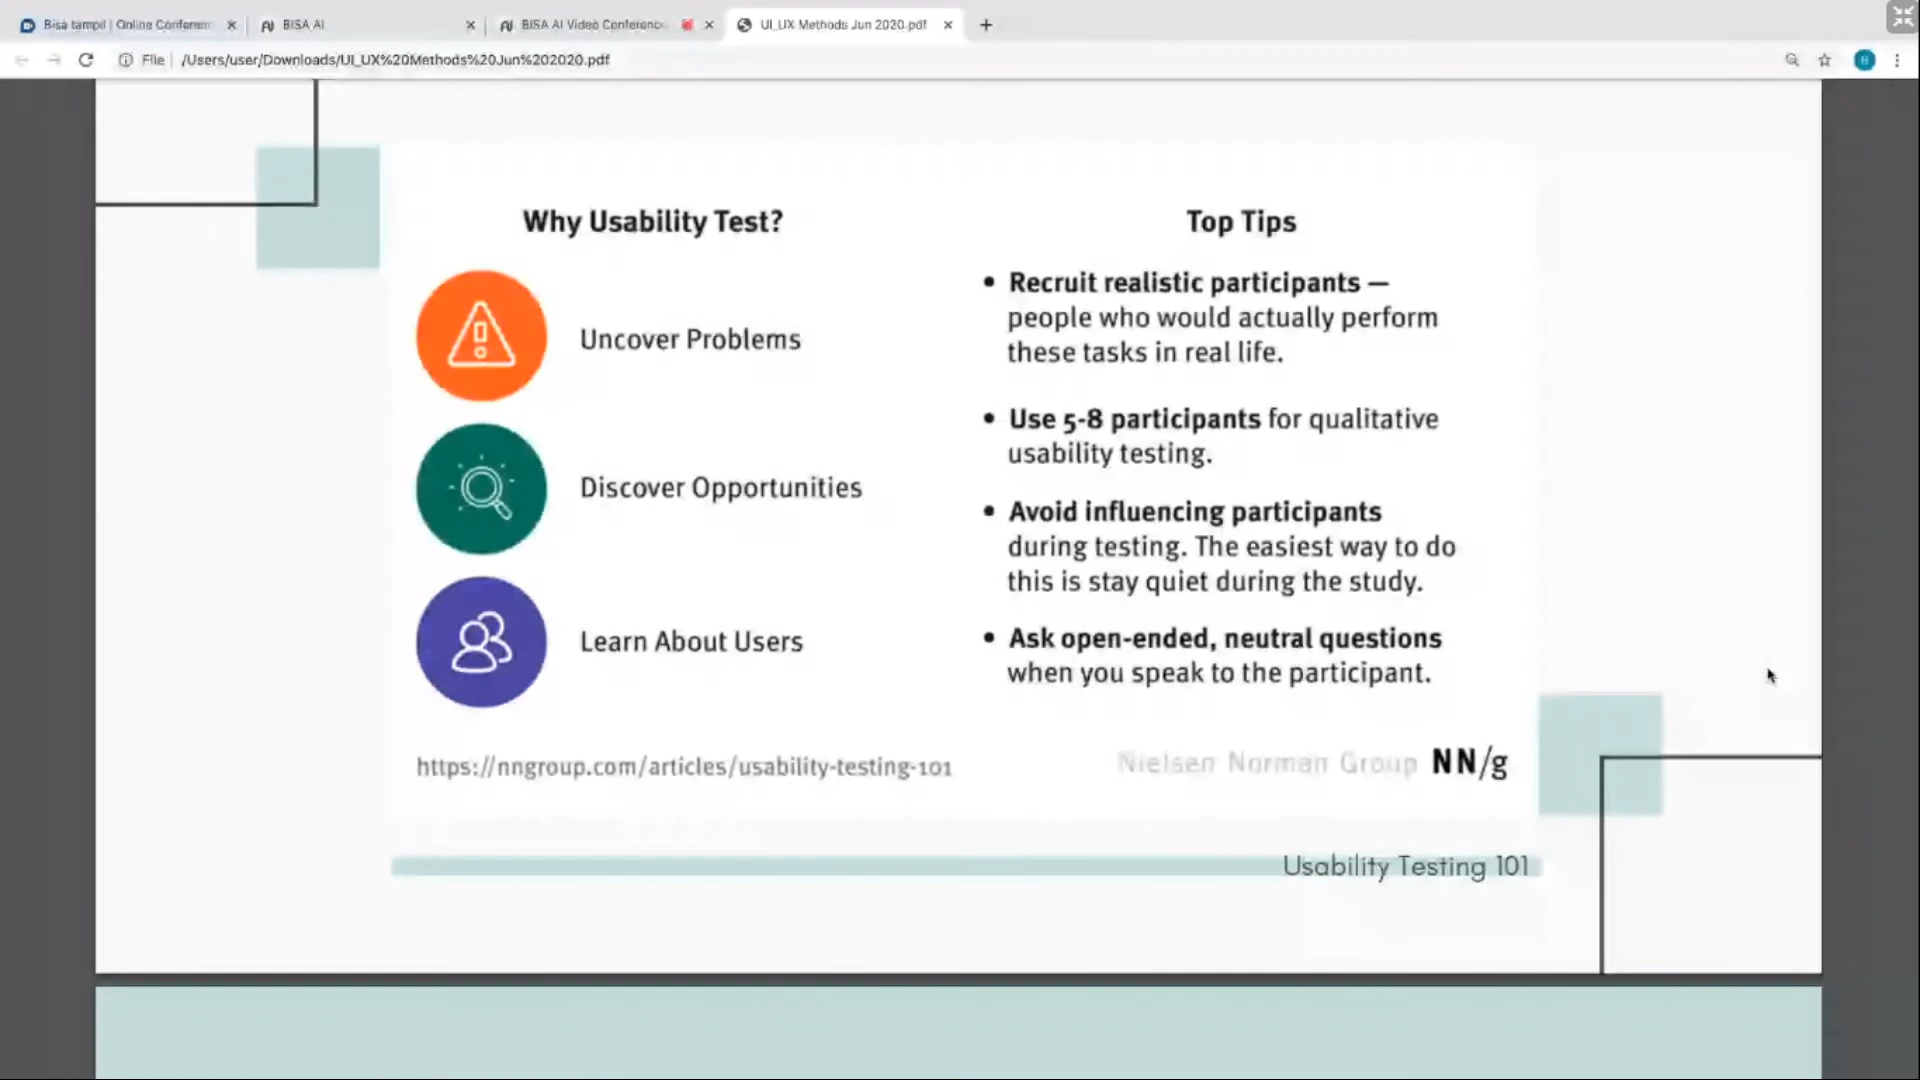 Bisa tampil | Online Conferen
BISA AI
BISA AI Video Conference
UI_UX Methods Jun 2020.pdf
File
/Users/user/Downloads/UI_UX%20Methods%20Jun%202020.pdf
B
Why Usability Test?
Uncover Problems
Discover Opportunities
Learn About Users
https://nngroup.com/articles/usability-testing-101
Top Tips
• Recruit realistic participants —
people who would actually perform
these tasks in real life.
• Use 5-8 participants for qualitative
usability testing.
• Avoid influencing participants
during testing. The easiest way to do
this is stay quiet during the study.
• Ask open-ended, neutral questions
when you speak to the participant.
Nielsen Norman Group NN/g
Usability Testing 101